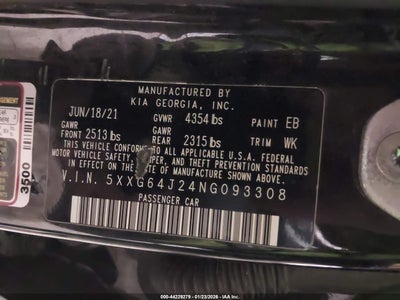 MANUFACTURED BY
KIA GEORGIA, INC.
JUN/18/21 GVWR 4354 lbs PAINT EB
GAWR GAWR
FRONT 2513 lbs REAR 2315 lbs TRIM WK
THIS VEHICLE CONFORMS TO ALL APPLICABLE U.S. FEDERAL
MOTOR VEHICLE SAFETY, BUMPER, AND THEFT PREVENTION
STANDARDS IN EFFECT ON THE DATE OF MANUFACTURE SHOWN ABOVE.
V.I.N. 5XXG64J24NG093308
PASSENGER CAR
3500
000-44229279 - 01/23/2026 - IAA Inc.